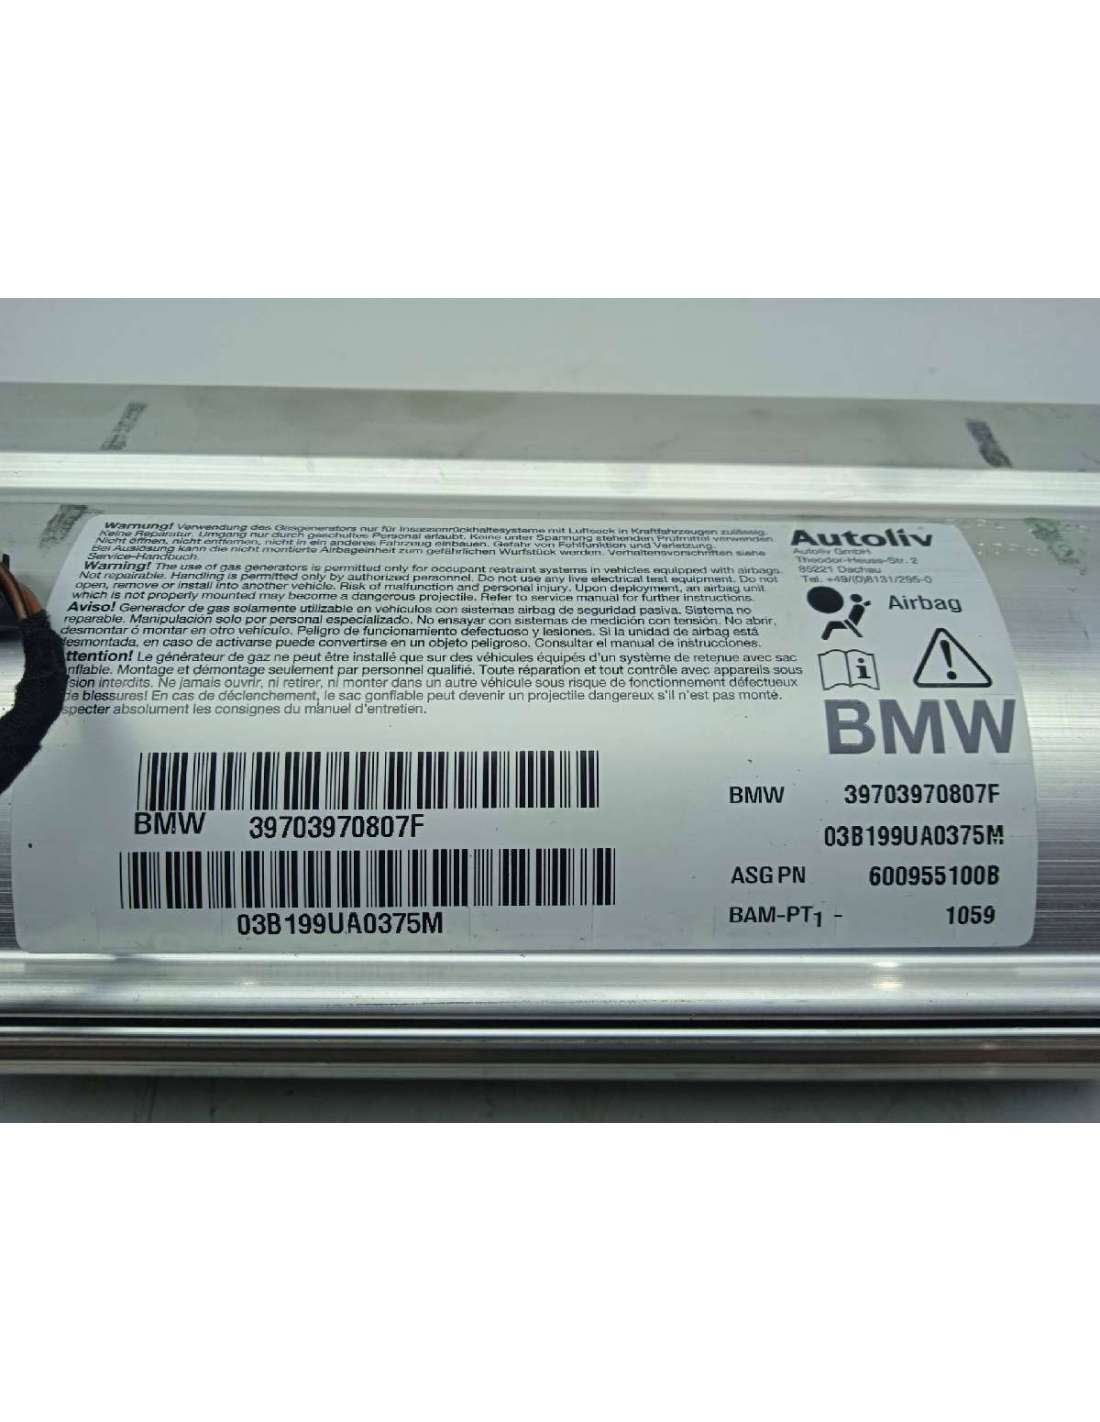 Warnung! Verwendung des Gasgenerators nur für Insassenrückhaltesysteme mit Luftsack in Kraftfahrzeugen zulässig.
Keine Reparatur. Umgang nur durch geschultes Personal erlaubt. Keine unter Spannung stehenden Prüfmittel verwenden
Nicht öffnen, nicht entfernen, nicht in ein anderes Fahrzeug einbauen. Gefahr von Fehlfunktion und Verletzung.
Bei Auslösung kann die nicht montierte Airbageinheit zum gefährlichen Wurfstück werden. Verhaltensvorschriften siehe
Service-Handbuch.
Warning! The use of gas generators is permitted only for occupant restraint systems in vehicles equipped with airbags.
Not repairable. Handling is permitted only by authorized personnel. Do not use any live electrical test equipment. Do not
open, remove or install into another vehicle. Risk of malfunction and personal injury. Upon deployment, an airbag unit
which is not properly mounted may become a dangerous projectile. Refer to service manual for further instructions.
Aviso! Generador de gas solamente utilizable en vehículos con sistemas airbag de seguridad pasiva. Sistema no
reparable. Manipulación solo por personal especializado. No ensayar con sistemas de medición con tensión. No abrir,
desmontar ó montar en otro vehículo. Peligro de funcionamiento defectuoso y lesiones. Si la unidad de airbag está
desmontada, en caso de activarse puede convertirse en un objeto peligroso. Consultar el manual de instrucciones.
ttention! Le générateur de gaz ne peut être installé que sur des véhicules équipés d'un système de retenue avec sac
nflable. Montage et démontage seulement par personnel qualifié. Toute réparation et tout contrôle avec appareils sous
sion interdits. Ne jamais ouvrir, ni retirer, ni monter dans un autre véhicule sous risque de fonctionnement défectueux
de blessures! En cas de déclenchement, le sac gonflable peut devenir un projectile dangereux s'il n'est pas monté.
specter absolument les consignes du manuel d'entretien.
Autoliv
Autoliv GmbH
Theodor-Heuss-Str. 2
85221 Dachau
Tel. +49/(0)8131/295-0
Airbag
BMW
BMW 39703970807F
03B199UA0375M
BMW 39703970807F
03B199UA0375M
ASG PN 600955100B
BAM-PT1 - 1059